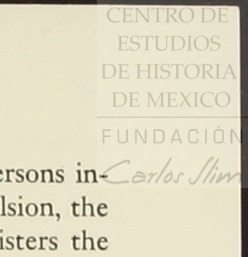 CENTRO DE
ESTUDIOS
DE HISTORIA
DE MEXICO
FUNDACIÓN
Carlos Slim
ersons in-
lsion, the
isters the